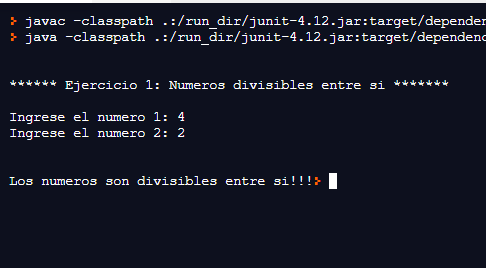 > javac -classpath .:/run_dir/junit-4.12.jar:target/dependen
> java -classpath .:/run_dir/junit-4.12.jar:target/dependenc
****** Ejercicio 1: Numeros divisibles entre si *******
Ingrese el numero 1: 4
Ingrese el numero 2: 2
Los numeros son divisibles entre si!!!>